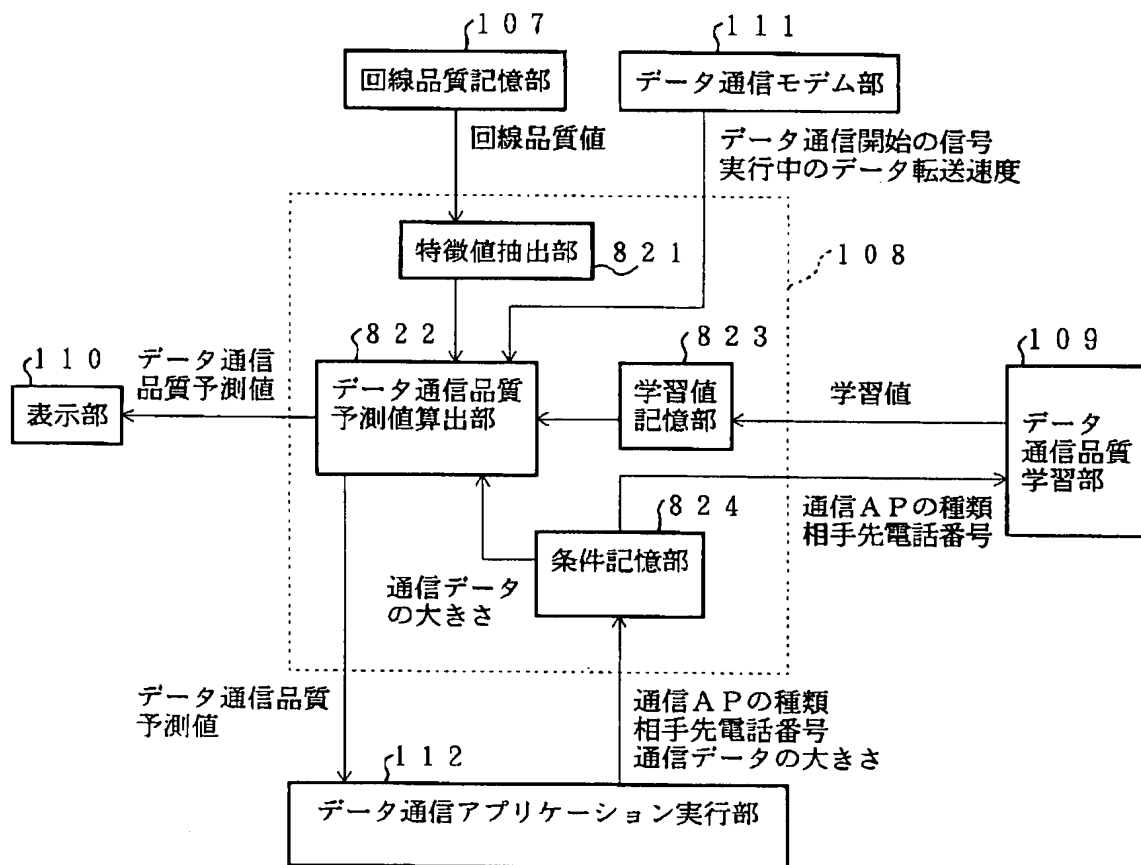 １０７
１１１
回線品質記憶部
データ通信モデム部
回線品質値
データ通信開始の信号
実行中のデータ転送速度
特徴値抽出部
８２１
１０８
８２２
８２３
１０９
１１０
データ通信
品質予測値
表示部
データ通信品質
予測値算出部
学習値
記憶部
学習値
データ
通信品質
学習部
８２４
通信ＡＰの種類
相手先電話番号
条件記憶部
通信データ
の大きさ
データ通信品質
予測値
通信ＡＰの種類
相手先電話番号
通信データの大きさ
１１２
データ通信アプリケーション実行部